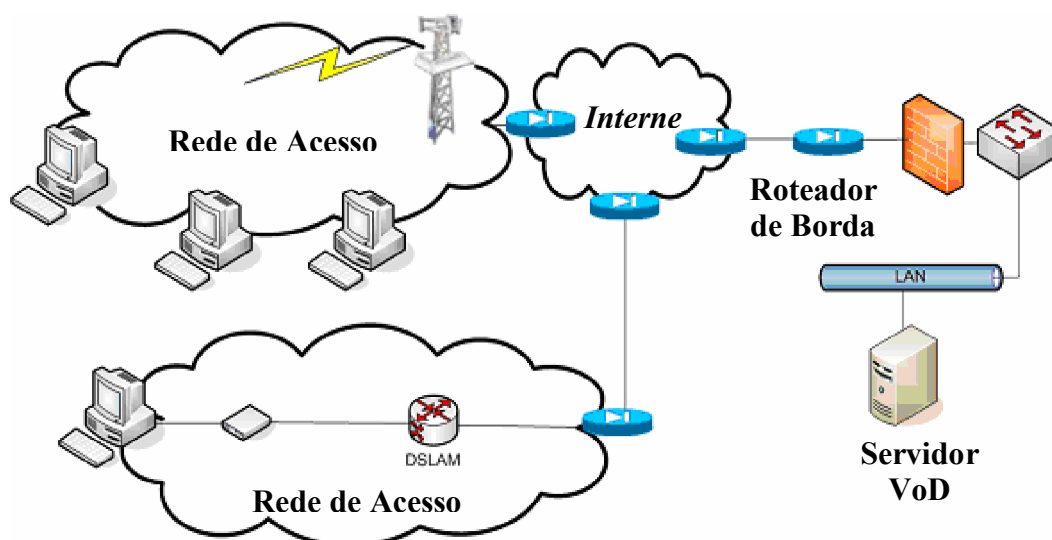 Rede de Acesso
Interne
Roteador
de Borda
LAN
DSLAM
Rede de Acesso
Servidor
VoD